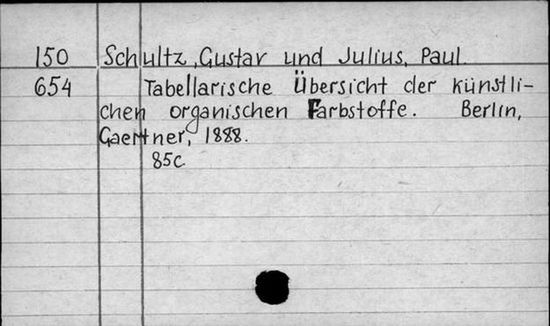 150 Schultz, Gustav und Julius, Paul
654 Tabellarische Übersicht der künstli-
chen organischen Farbstoffe. Berlin,
Gaertner, 1888.
85c